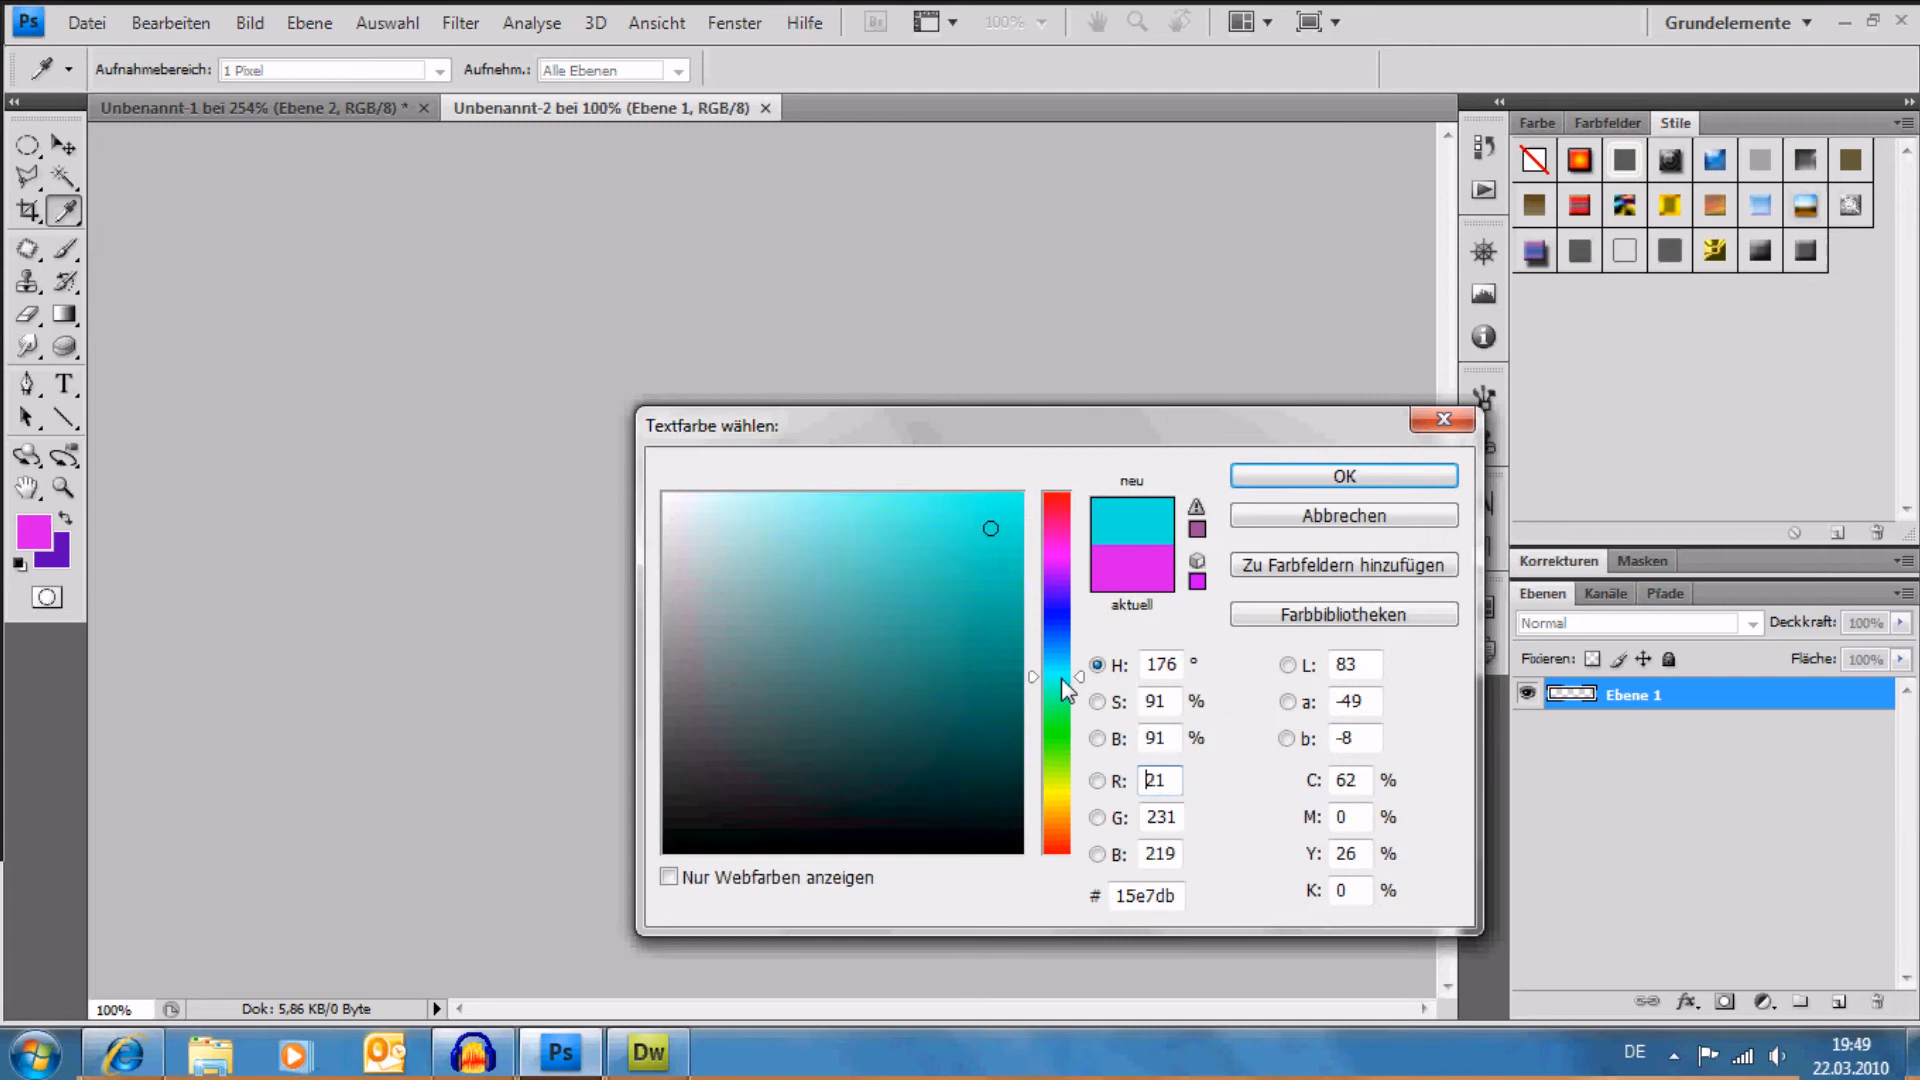 Ps Datei Bearbeiten Bild Ebene Auswahl Filter Analyse 3D Ansicht Fenster Hilfe Br 100% Grundelemente
Aufnahmebereich: 1 Pixel Aufnehm.: Alle Ebenen
Unbenannt-1 bei 254% (Ebene 2, RGB/8) * Unbenannt-2 bei 100% (Ebene 1, RGB/8)
Farbe Farbfelder Stile
Textfarbe wählen:
neu
aktuell
OK
Abbrechen
Zu Farbfeldern hinzufügen
Farbbibliotheken
H: 176 ° L: 83
S: 91 % a: -49
B: 91 % b: -8
R: 21 C: 62 %
G: 231 M: 0 %
B: 219 Y: 26 %
# 15e7db K: 0 %
Nur Webfarben anzeigen
Korrekturen Masken
Ebenen Kanäle Pfade
Normal Deckkraft: 100%
Fixieren: Fläche: 100%
Ebene 1
100% Dok: 5,86 KB/0 Byte
Ps Dw DE 19:49
22.03.2010